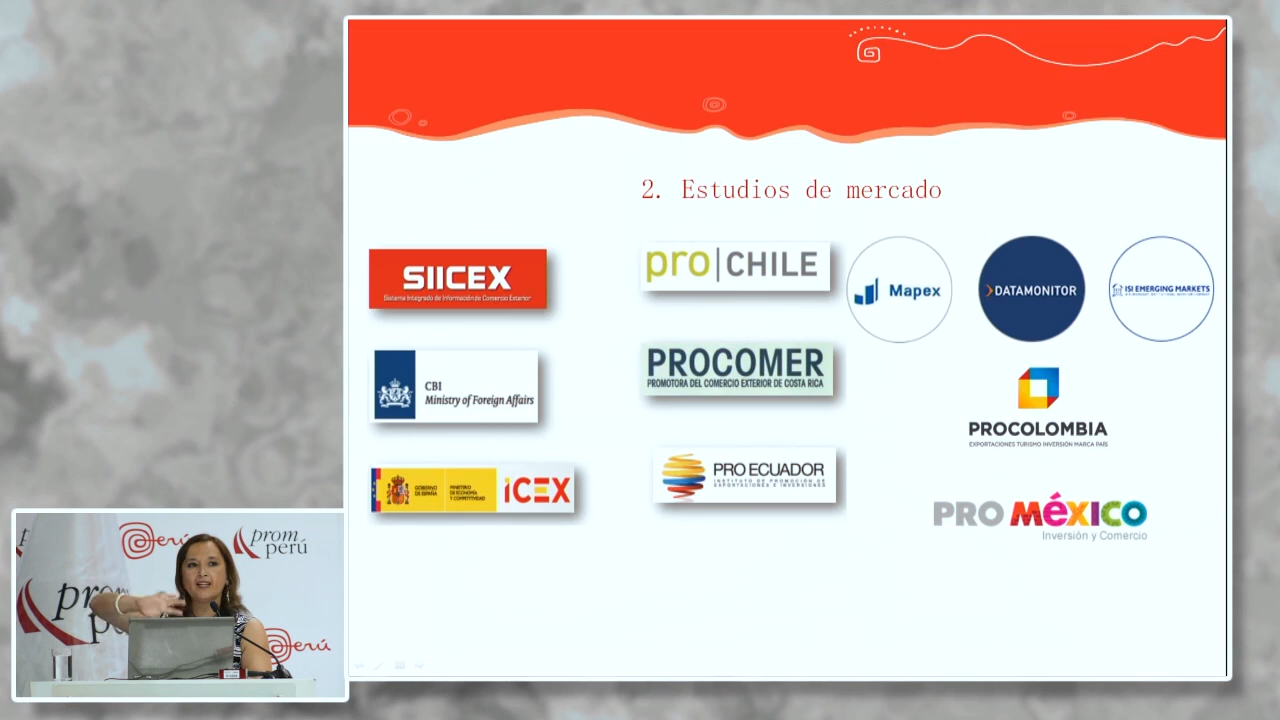 2. Estudios de mercado
SIICEX
Sistema Integrado de Información de Comercio Exterior
pro|CHILE
Mapex
DATAMONITOR
ISI EMERGING MARKETS
CBI
Ministry of Foreign Affairs
PROCOMER
PROMOTORA DEL COMERCIO EXTERIOR DE COSTA RICA
PROCOLOMBIA
EXPORTACIONES TURISMO INVERSIÓN MARCA PAÍS
GOBIERNO
DE ESPAÑA
MINISTERIO
DE ECONOMÍA
Y COMPETITIVIDAD
ICEX
PRO ECUADOR
INSTITUTO DE PROMOCIÓN DE
EXPORTACIONES E INVERSIONES
PRO MéXICO
Inversión y Comercio
Perú
prom
perú
prom
Perú